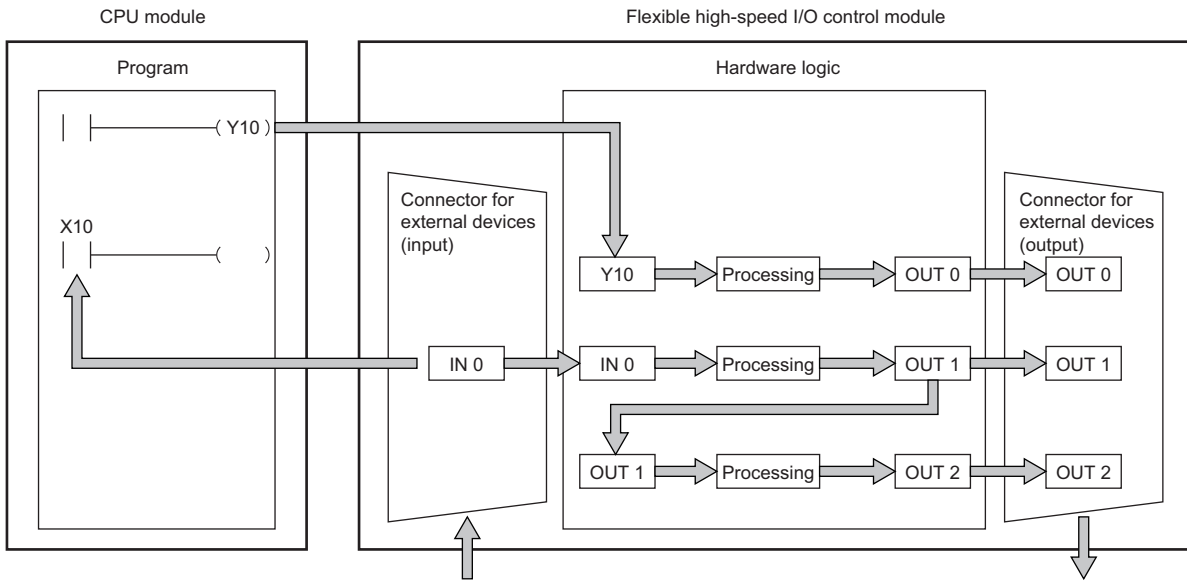 CPU module
Flexible high-speed I/O control module
Program
Hardware logic
( Y10 )
X10
( )
Connector for
external devices
(input)
Connector for
external devices
(output)
Y10
Processing
OUT 0
OUT 0
IN 0
IN 0
Processing
OUT 1
OUT 1
OUT 1
Processing
OUT 2
OUT 2